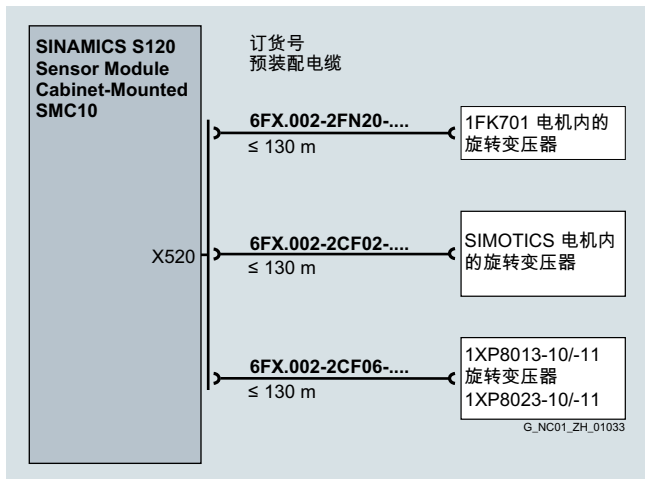 SINAMICS S120
Sensor Module
Cabinet-Mounted
SMC10
订货号
预装配电缆
6FX.002-2FN20-....
≤ 130 m
1FK701 电机内的
旋转变压器
X520
6FX.002-2CF02-....
≤ 130 m
SIMOTICS 电机内
的旋转变压器
6FX.002-2CF06-....
≤ 130 m
1XP8013-10/-11
旋转变压器
1XP8023-10/-11
G_NC01_ZH_01033